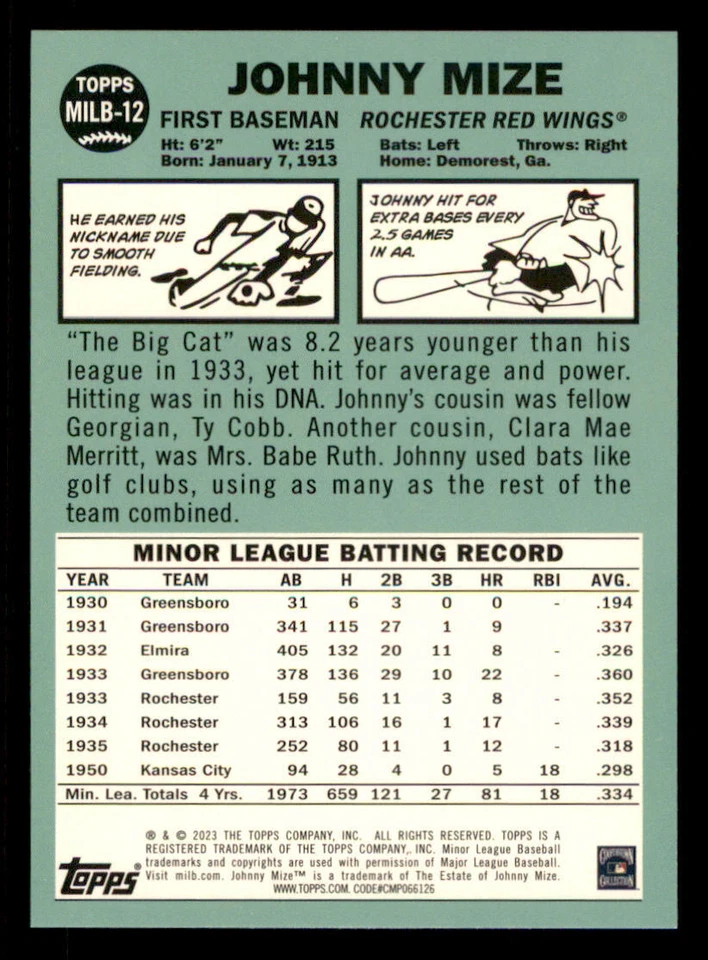 TOPPS
MILB-12
JOHNNY MIZE
FIRST BASEMAN ROCHESTER RED WINGS®
Ht: 6'2" Wt: 215 Bats: Left Throws: Right
Born: January 7, 1913 Home: Demorest, Ga.
HE EARNED HIS
NICKNAME DUE
TO SMOOTH
FIELDING.
JOHNNY HIT FOR
EXTRA BASES EVERY
2.5 GAMES
IN AA.
"The Big Cat" was 8.2 years younger than his
league in 1933, yet hit for average and power.
Hitting was in his DNA. Johnny's cousin was fellow
Georgian, Ty Cobb. Another cousin, Clara Mae
Merritt, was Mrs. Babe Ruth. Johnny used bats like
golf clubs, using as many as the rest of the
team combined.
MINOR LEAGUE BATTING RECORD
YEAR TEAM AB H 2B 3B HR RBI AVG.
1930 Greensboro 31 6 3 0 0 - .194
1931 Greensboro 341 115 27 1 9 - .337
1932 Elmira 405 132 20 11 8 - .326
1933 Greensboro 378 136 29 10 22 - .360
1933 Rochester 159 56 11 3 8 - .352
1934 Rochester 313 106 16 1 17 - .339
1935 Rochester 252 80 11 1 12 - .318
1950 Kansas City 94 28 4 0 5 18 .298
Min. Lea. Totals 4 Yrs. 1973 659 121 27 81 18 .334
® & © 2023 THE TOPPS COMPANY, INC. ALL RIGHTS RESERVED. TOPPS IS A
REGISTERED TRADEMARK OF THE TOPPS COMPANY, INC. Minor League Baseball
trademarks and copyrights are used with permission of Major League Baseball.
Visit milb.com. Johnny Mize™ is a trademark of The Estate of Johnny Mize.
WWW.TOPPS.COM. CODE#CMP066126
Topps®
COOPERSTOWN
COLLECTION